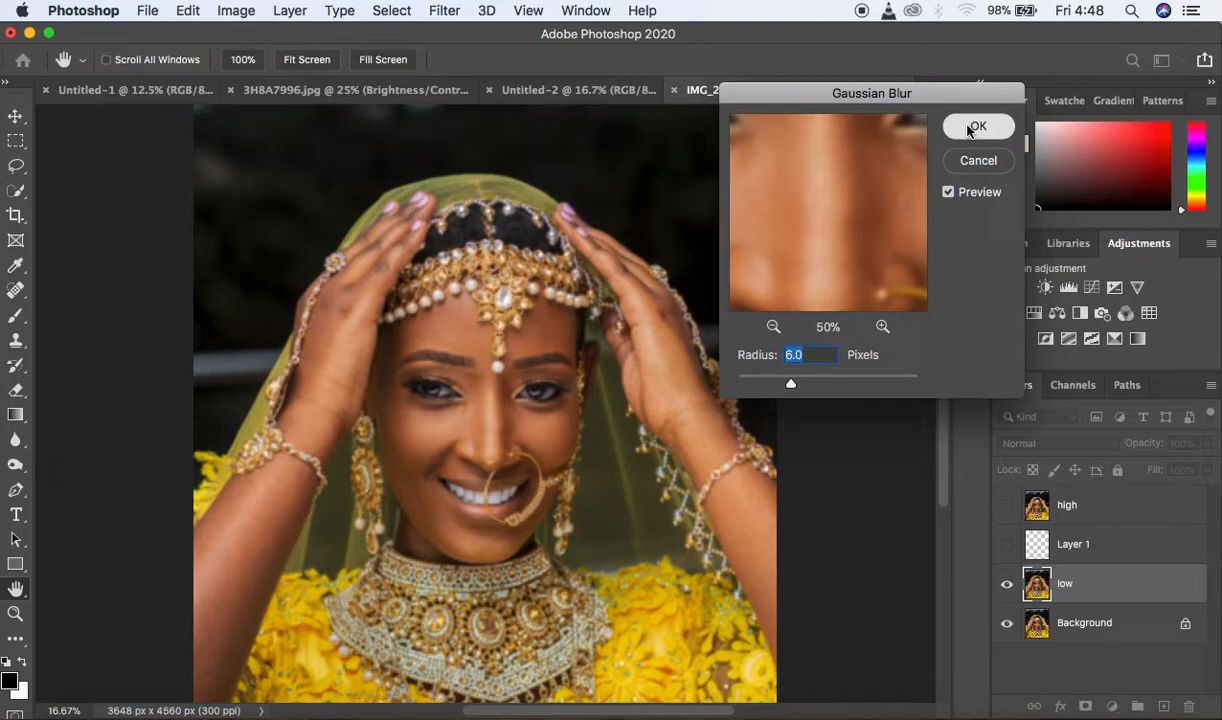 Photoshop File Edit Image Layer Type Select Filter 3D View Window Help 98% Fri 4:48
Adobe Photoshop 2020
Scroll All Windows 100% Fit Screen Fill Screen
Untitled-1 @ 12.5% (RGB/8... 3H8A7996.jpg @ 25% (Brightness/Contr... Untitled-2 @ 16.7% (RGB/8... IMG_2
Gaussian Blur
Swatche Gradient Patterns
OK
Cancel
Preview
Libraries Adjustments
an adjustment
50%
Radius: 6.0 Pixels
Channels Paths
Kind
Normal Opacity: 100%
Lock: Fill: 100%
high
Layer 1
low
Background
16.67% 3648 px x 4560 px (300 ppi)